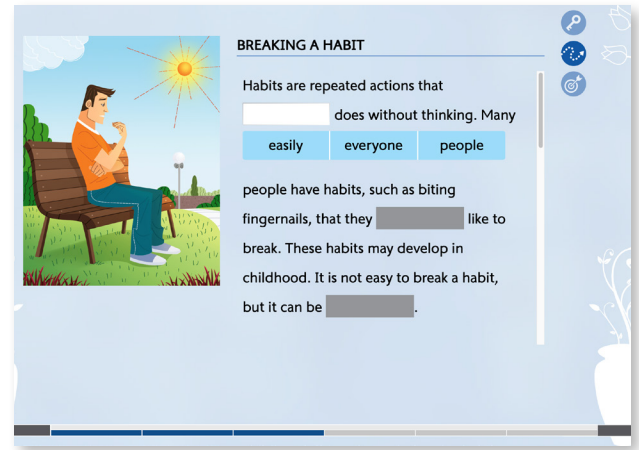 BREAKING A HABIT
Habits are repeated actions that
does without thinking. Many
easily everyone people
people have habits, such as biting
fingernails, that they like to
break. These habits may develop in
childhood. It is not easy to break a habit,
but it can be .